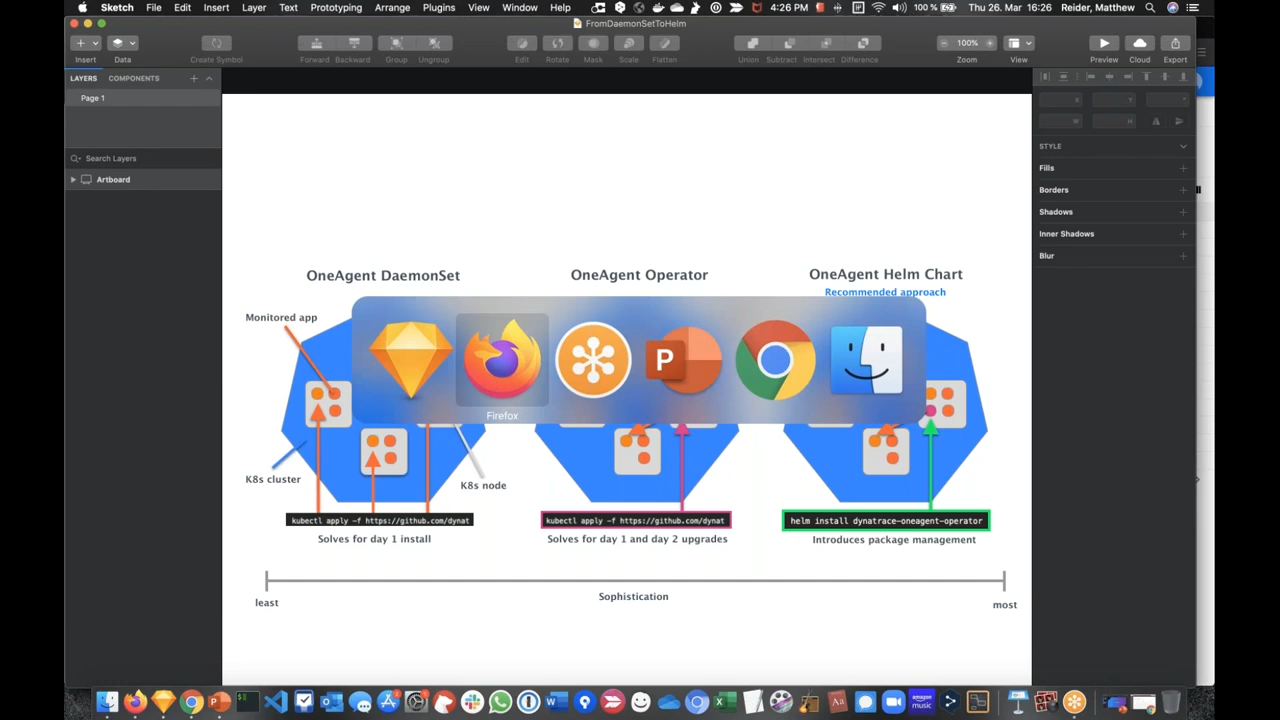 Sketch File Edit Insert Layer Text Prototyping Arrange Plugins View Window Help 4:26 PM 100 % Thu 26. Mar 16:26 Reider, Matthew
FromDaemonSetToHelm
100%
Insert Data Create Symbol Forward Backward Group Ungroup Edit Rotate Mask Scale Flatten Union Subtract Intersect Difference Zoom View Preview Cloud Export
LAYERS COMPONENTS
Page 1
Search Layers
Artboard
X Y
W H
STYLE
Fills
Borders
Shadows
Inner Shadows
Blur
OneAgent DaemonSet OneAgent Operator OneAgent Helm Chart
Recommended approach
Monitored app
P
Firefox
K8s cluster
K8s node
kubectl apply -f https://github.com/dynat kubectl apply -f https://github.com/dynat helm install dynatrace-oneagent-operator
Solves for day 1 install Solves for day 1 and day 2 upgrades Introduces package management
Sophistication
least most
amazon music